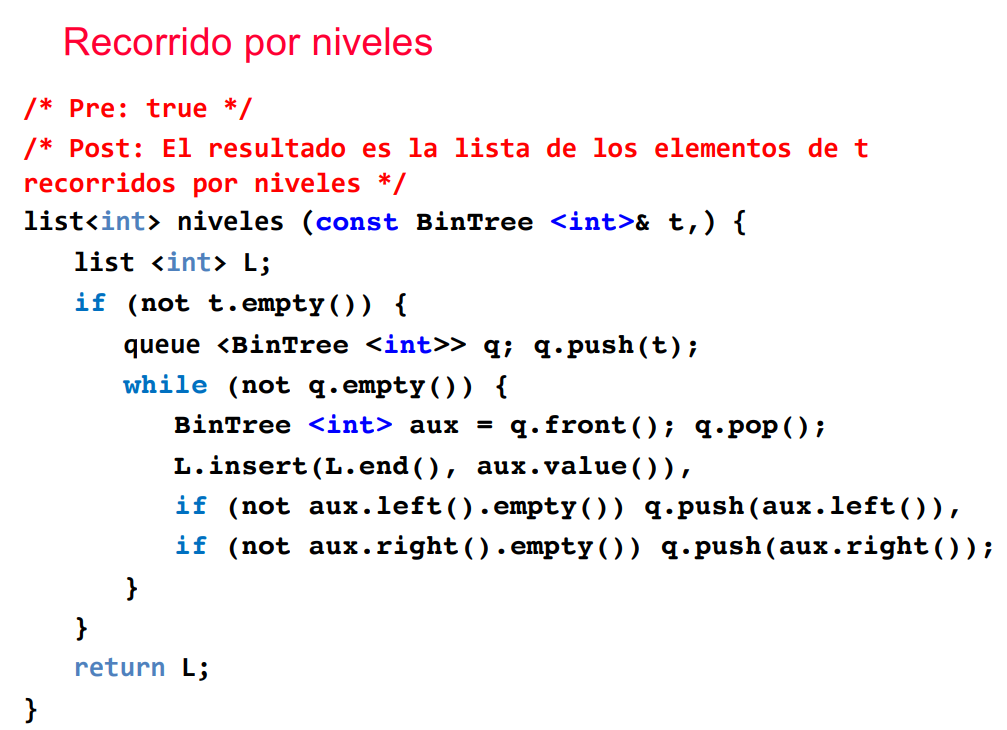 Recorrido por niveles
/* Pre: true */
/* Post: El resultado es la lista de los elementos de t
recorridos por niveles */
list<int> niveles (const BinTree <int>& t,) {
list <int> L;
if (not t.empty()) {
queue <BinTree <int>> q; q.push(t);
while (not q.empty()) {
BinTree <int> aux = q.front(); q.pop();
L.insert(L.end(), aux.value()),
if (not aux.left().empty()) q.push(aux.left()),
if (not aux.right().empty()) q.push(aux.right());
}
}
return L;
}